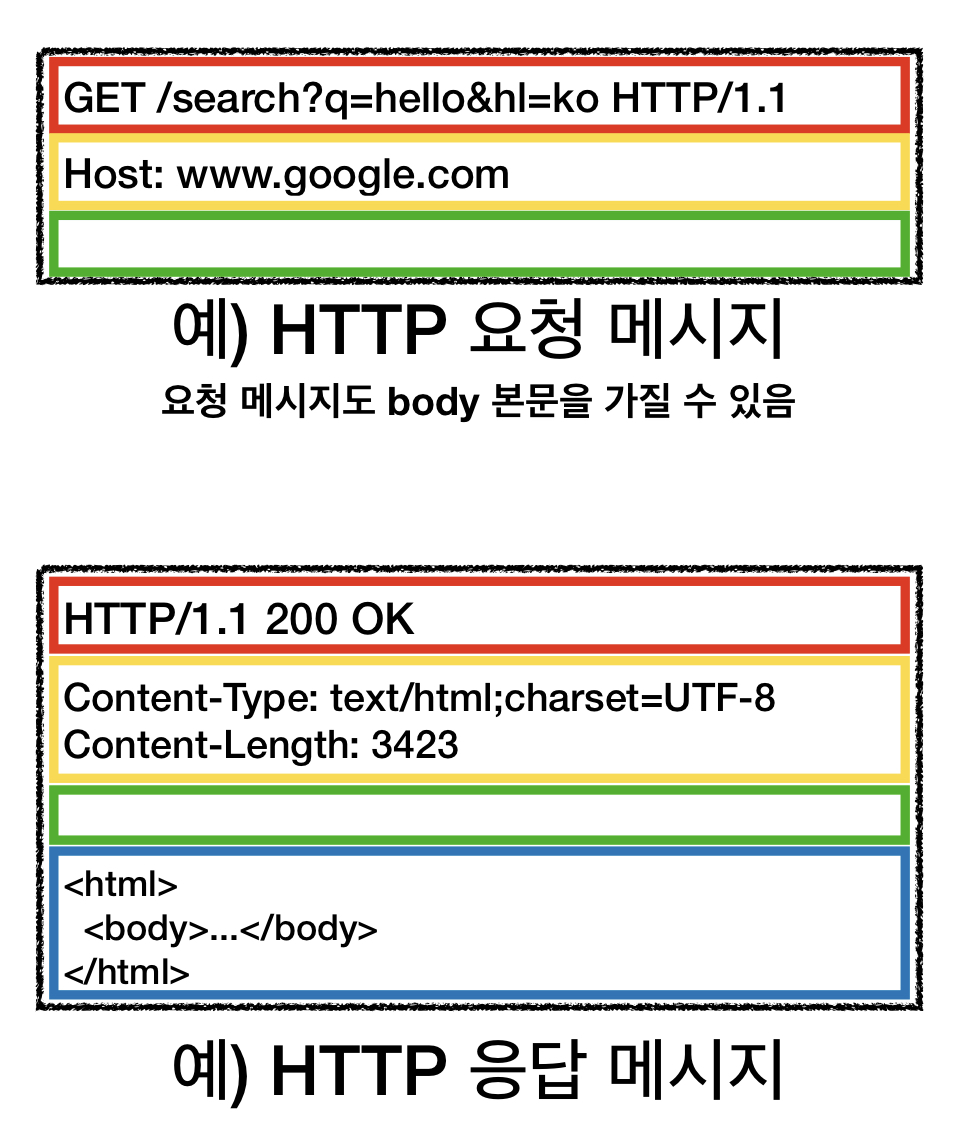 GET /search?q=hello&hl=ko HTTP/1.1
Host: www.google.com
예) HTTP 요청 메시지
요청 메시지도 body 본문을 가질 수 있음
HTTP/1.1 200 OK
Content-Type: text/html;charset=UTF-8
Content-Length: 3423
<html>
  <body>...</body>
</html>
예) HTTP 응답 메시지